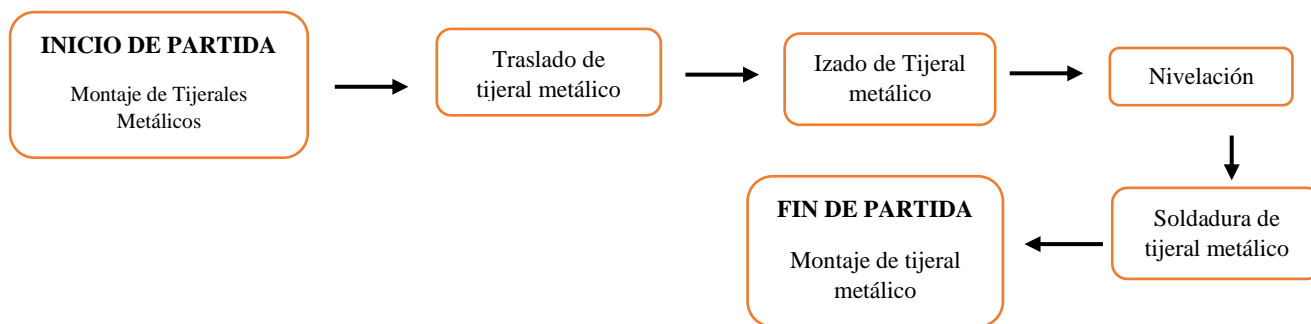 INICIO DE PARTIDA
Montaje de Tijerales
Metálicos
Traslado de
tijeral metálico
Izado de Tijeral
metálico
Nivelación
Soldadura de
tijeral metálico
FIN DE PARTIDA
Montaje de tijeral
metálico